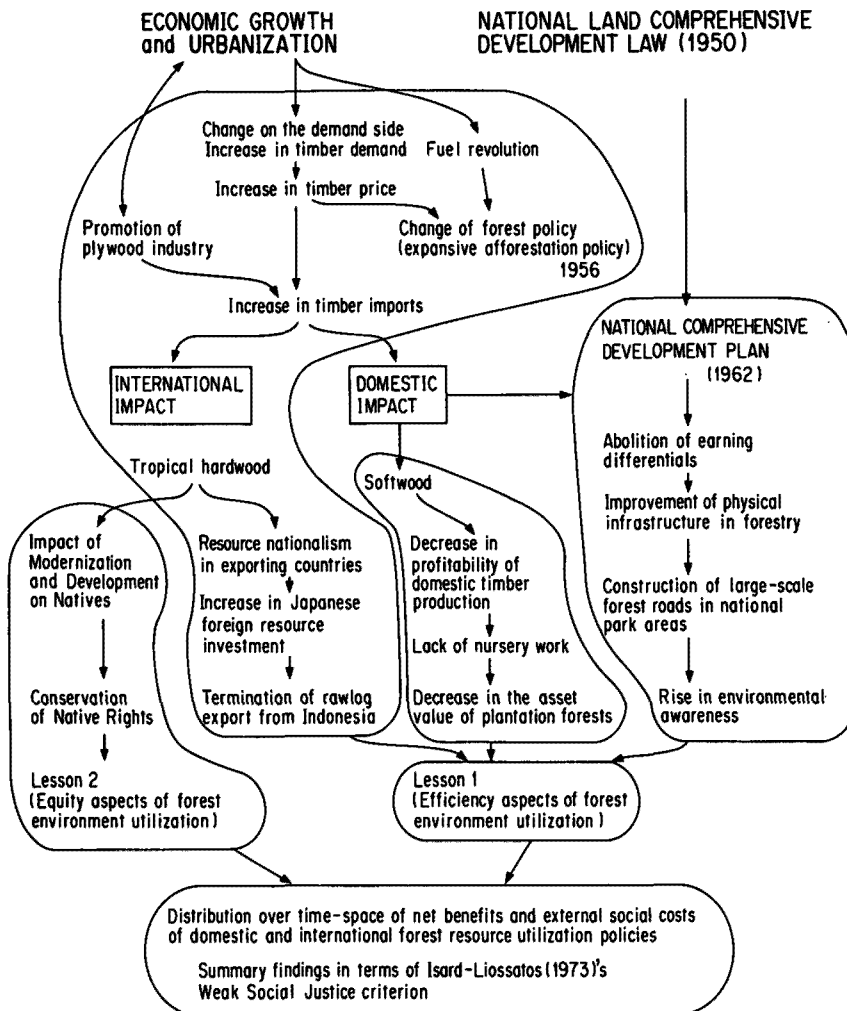 ECONOMIC GROWTH
and URBANIZATION
NATIONAL LAND COMPREHENSIVE
DEVELOPMENT LAW (1950)
Change on the demand side
Increase in timber demand
Fuel revolution
Increase in timber price
Promotion of
plywood industry
Change of forest policy
(expansive afforestation policy)
1956
Increase in timber imports
NATIONAL COMPREHENSIVE
DEVELOPMENT PLAN
(1962)
INTERNATIONAL
IMPACT
DOMESTIC
IMPACT
Abolition of earning
differentials
Tropical hardwood
Softwood
Improvement of physical
infrastructure in forestry
Impact of
Modernization
and Development
on Natives
Resource nationalism
in exporting countries
Decrease in
profitability of
domestic timber
production
Increase in Japanese
foreign resource
investment
Construction of large-scale
forest roads in national
park areas
Lack of nursery work
Conservation
of Native Rights
Termination of rawlog
export from Indonesia
Decrease in the asset
value of plantation forests
Rise in environmental
awareness
Lesson 2
(Equity aspects of forest
environment utilization)
Lesson 1
(Efficiency aspects of forest
environment utilization)
Distribution over time-space of net benefits and external social costs
of domestic and international forest resource utilization policies
Summary findings in terms of Isard-Liossatos (1973)'s
Weak Social Justice criterion